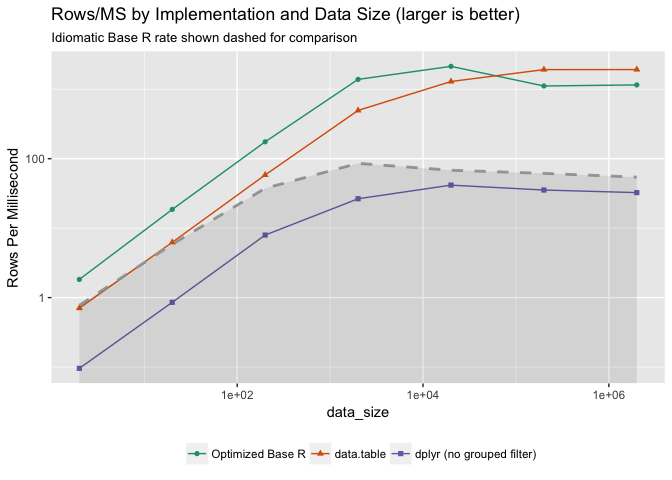 Rows/MS by Implementation and Data Size (larger is better)
Idiomatic Base R rate shown dashed for comparison
Rows Per Millisecond
100
1
1e+02
1e+04
1e+06
data_size
Optimized Base R
data.table
dplyr (no grouped filter)